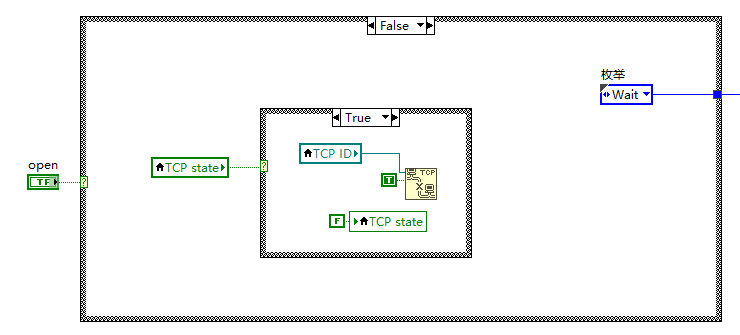 False
枚举
Wait
True
open
TF
TCP state
?
?
TCP ID
TCP
T
F
TCP state